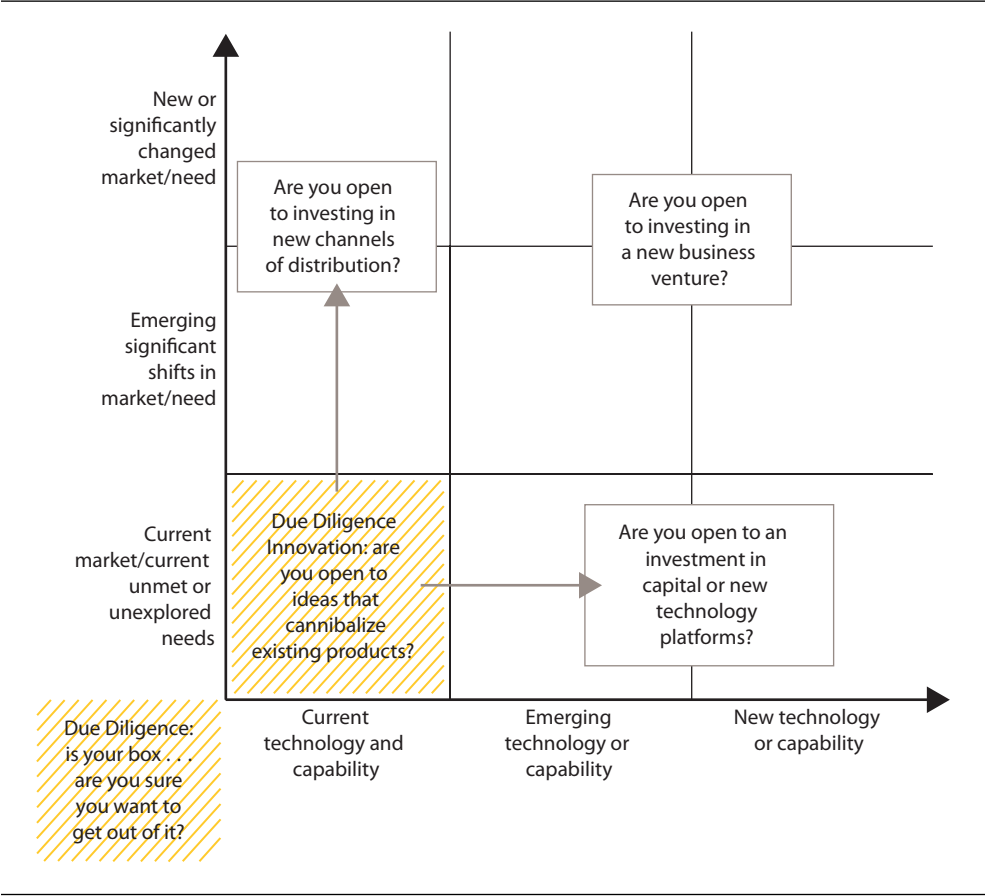 New or
significantly
changed
market/need
Are you open
to investing in
new channels
of distribution?
Are you open
to investing in
a new business
venture?
Emerging
significant
shifts in
market/need
Current
market/current
unmet or
unexplored
needs
Due Diligence
Innovation: are
you open to
ideas that
cannibalize
existing products?
Are you open to an
investment in
capital or new
technology
platforms?
Current
technology and
capability
Emerging
technology or
capability
New technology
or capability
Due Diligence:
is your box . . .
are you sure
you want to
get out of it?